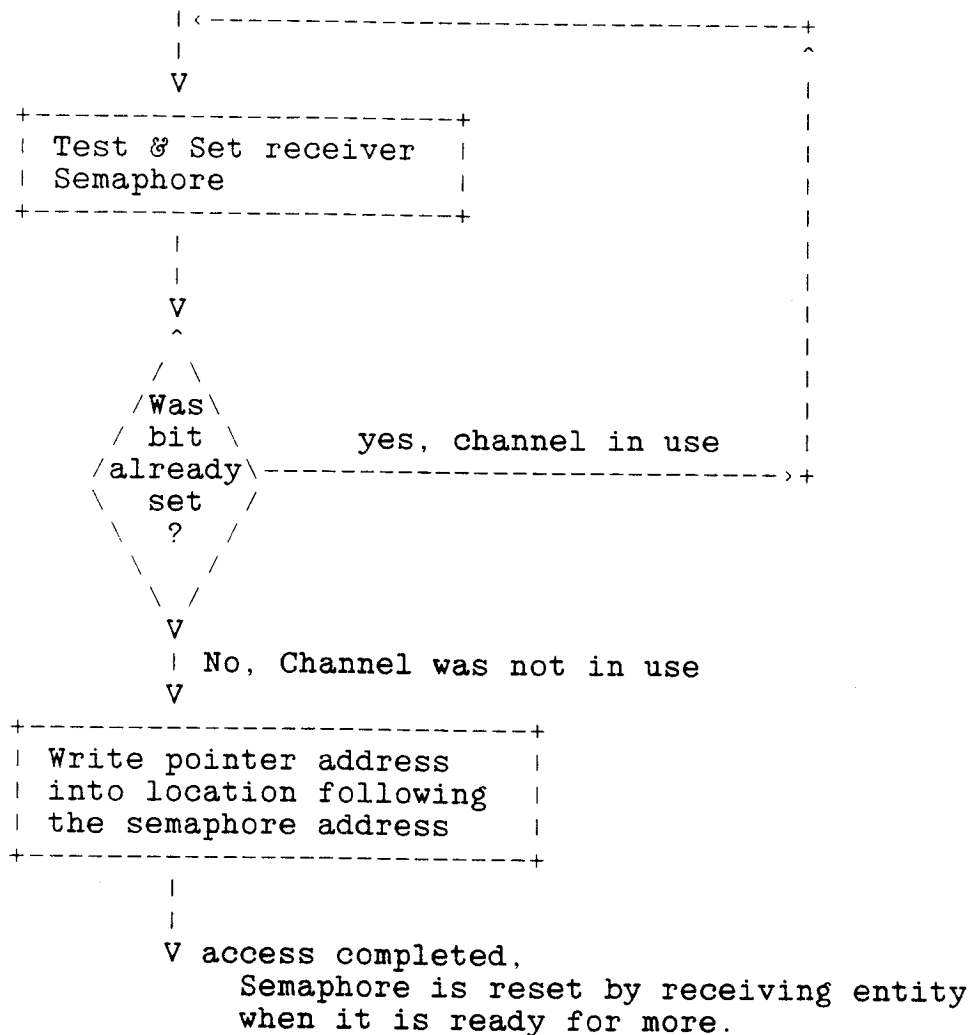 Test & Set receiver
Semaphore
Was
bit
already
set
?
yes, channel in use
No, Channel was not in use
Write pointer address
into location following
the semaphore address
access completed,
Semaphore is reset by receiving entity
when it is ready for more.